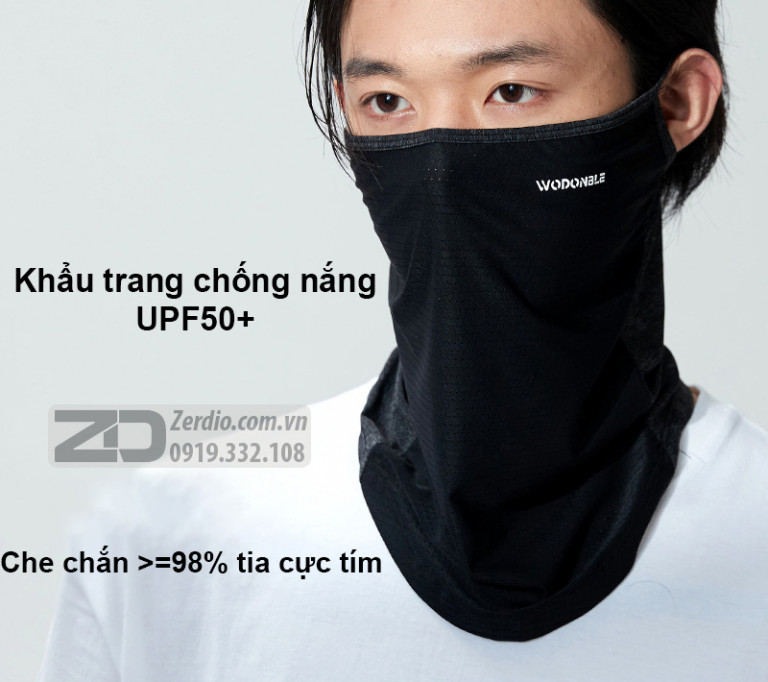 WODONBLE
Khẩu trang chống nắng
UPF50+
ZD
Zerdio.com.vn
0919.332.108
Che chắn >=98% tia cực tím